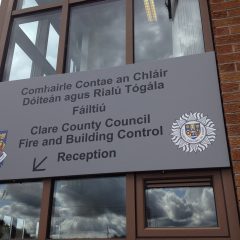 Comhairle Contae an Chláir
Dóiteán agus Rialú Tógála
Fáiltiú
Clare County Council
Fire and Building Control
Reception